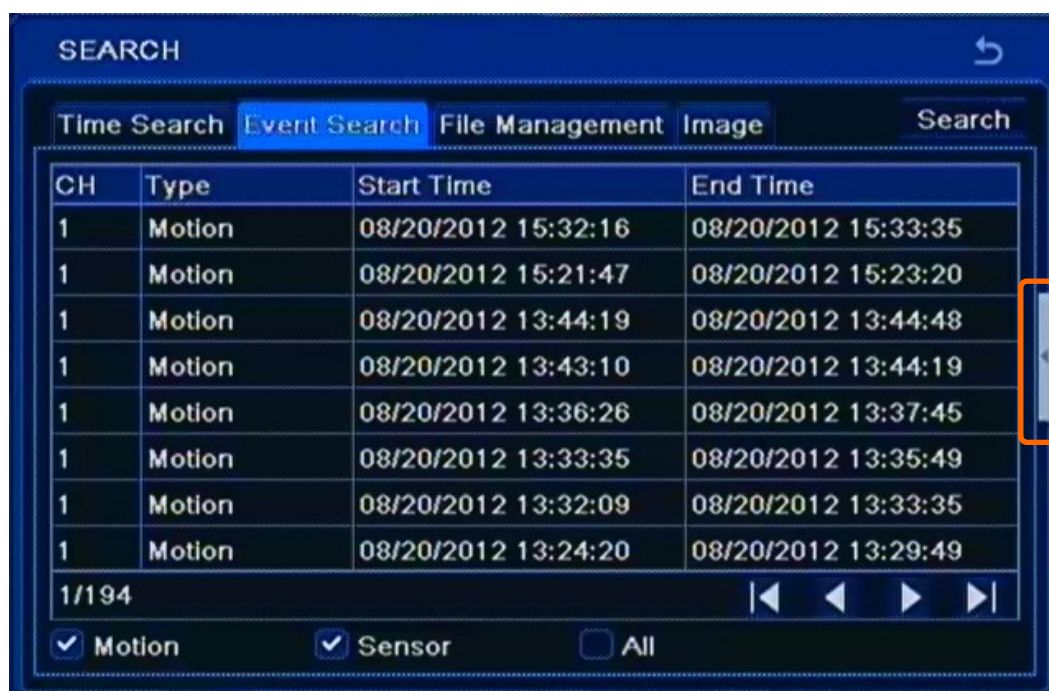 SEARCH
Time Search Event Search File Management Image Search
CH Type Start Time End Time
1 Motion 08/20/2012 15:32:16 08/20/2012 15:33:35
1 Motion 08/20/2012 15:21:47 08/20/2012 15:23:20
1 Motion 08/20/2012 13:44:19 08/20/2012 13:44:48
1 Motion 08/20/2012 13:43:10 08/20/2012 13:44:19
1 Motion 08/20/2012 13:36:26 08/20/2012 13:37:45
1 Motion 08/20/2012 13:33:35 08/20/2012 13:35:49
1 Motion 08/20/2012 13:32:09 08/20/2012 13:33:35
1 Motion 08/20/2012 13:24:20 08/20/2012 13:29:49
1/194
Motion Sensor All